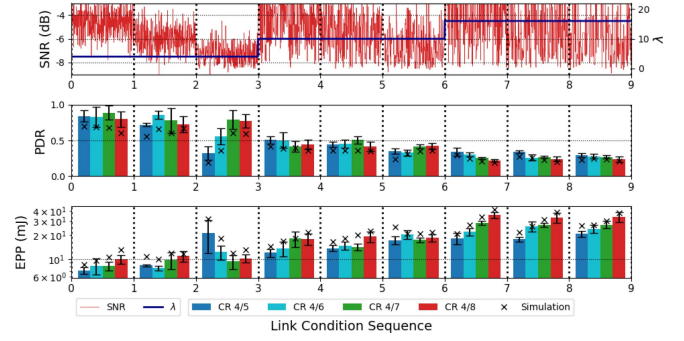 SNR (dB)
-4
-6
-8
20
10
0
λ
0 1 2 3 4 5 6 7 8 9
PDR
1.0
0.5
0.0
0 1 2 3 4 5 6 7 8 9
EPP (mJ)
4 × 10¹
3 × 10¹
2 × 10¹
10¹
6 × 10⁰
0 1 2 3 4 5 6 7 8 9
SNR λ CR 4/5 CR 4/6 CR 4/7 CR 4/8 × Simulation
Link Condition Sequence